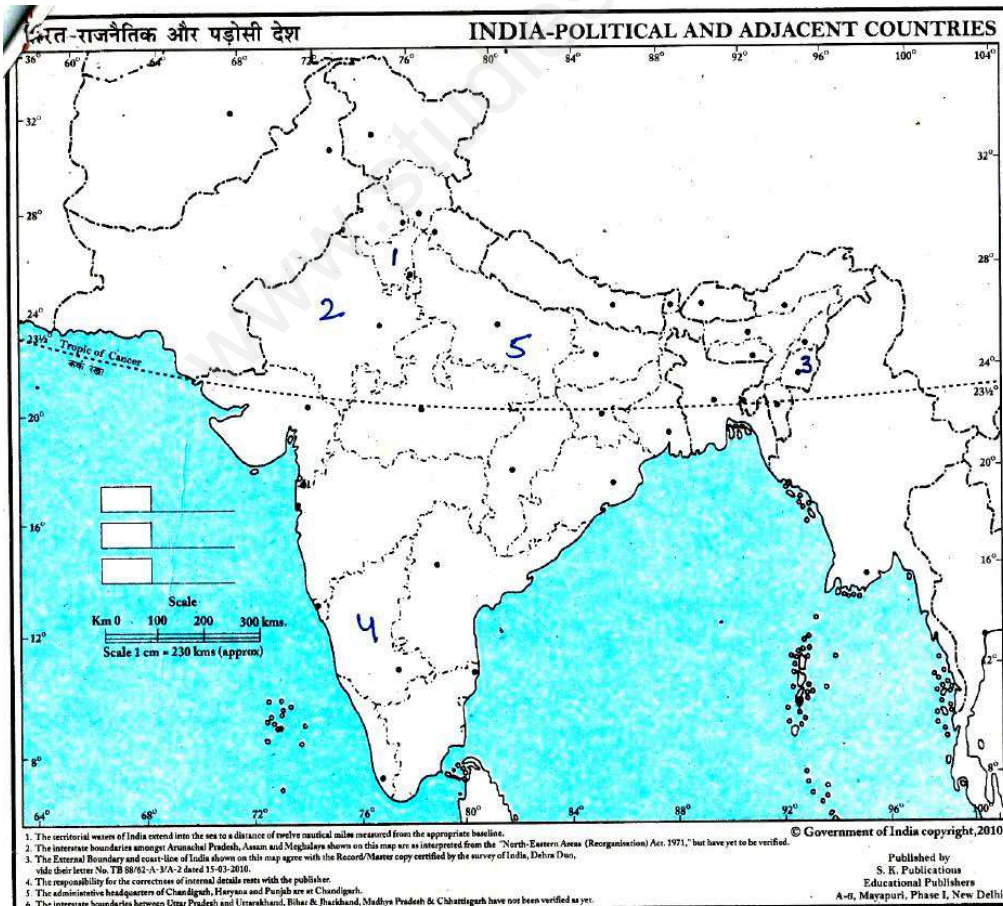 भारत-राजनैतिक और पड़ोसी देश
INDIA-POLITICAL AND ADJACENT COUNTRIES
36° 60° 64° 68° 72° 76° 80° 84° 88° 92° 96° 100° 104°
32° 32°
28° 28°
1
2
5
3
24° 24°
23½° 23½°
Tropic of Cancer
कर्क रेखा
20° 20°
16° 16°
4
Scale
Km 0 100 200 300 kms.
Scale 1 cm = 230 kms (approx)
12° 12°
8° 8°
64° 68° 72° 76° 80° 84° 88° 92° 96° 100°
www.studies
© Government of India copyright,2010
1. The territorial waters of India extend into the sea to a distance of twelve nautical miles measured from the appropriate baseline.
2. The interstate boundaries amongst Arunachal Pradesh, Assam and Meghalaya shown on this map are as interpreted from the "North-Eastern Areas (Reorganisation) Act. 1971," but have yet to be verified.
3. The External Boundary and coast-line of India shown on this map agree with the Record/Master copy certified by the survey of India, Dehra Dun,
vide their letter No. TB 88/62-A-3/A-2 dated 15-03-2010.
4. The responsibility for the correctness of internal details rests with the publisher.
5. The administrative headquarters of Chandigarh, Haryana and Punjab are at Chandigarh.
6. The interstate boundaries between Uttar Pradesh and Uttarakhand, Bihar & Jharkhand, Madhya Pradesh & Chhattisgarh have not been verified as yet.
Published by
S. K. Publications
Educational Publishers
A-6, Mayapuri, Phase I, New Delhi